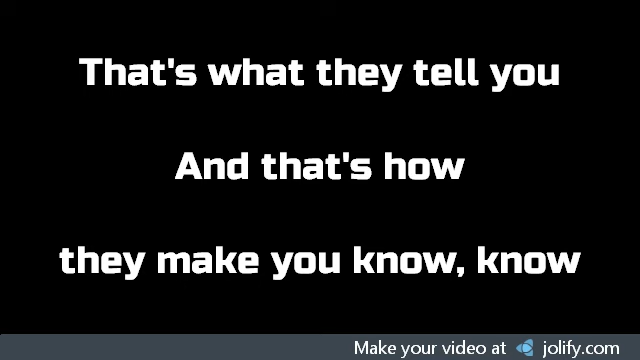 That's what they tell you
And that's how
they make you know, know
Make your video at jolify.com